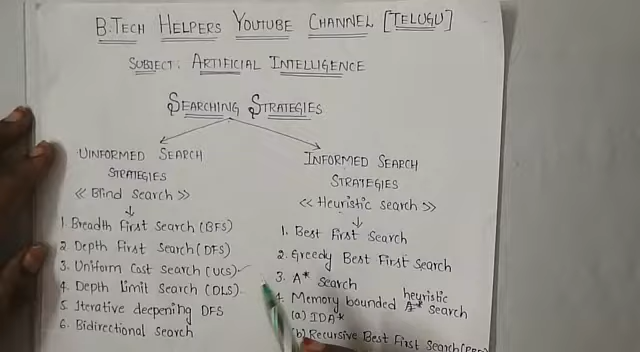 B.TECH HELPERS YOUTUBE CHANNEL [TELUGU]
SUBJECT: ARTIFICIAL INTELLIGENCE
SEARCHING STRATEGIES
UNINFORMED SEARCH
STRATEGIES
<< Blind Search >>
1. Breadth First Search (BFS)
2. Depth First Search (DFS)
3. Uniform Cost Search (UCS)
4. Depth Limit Search (DLS)
5. Iterative deepening DFS
6. Bidirectional Search
INFORMED SEARCH
STRATEGIES
<< Heuristic Search >>
1. Best First Search
2. Greedy Best First Search
3. A* Search
4. Memory bounded heuristic search
(a) IDA*
(b) Recursive Best First Search